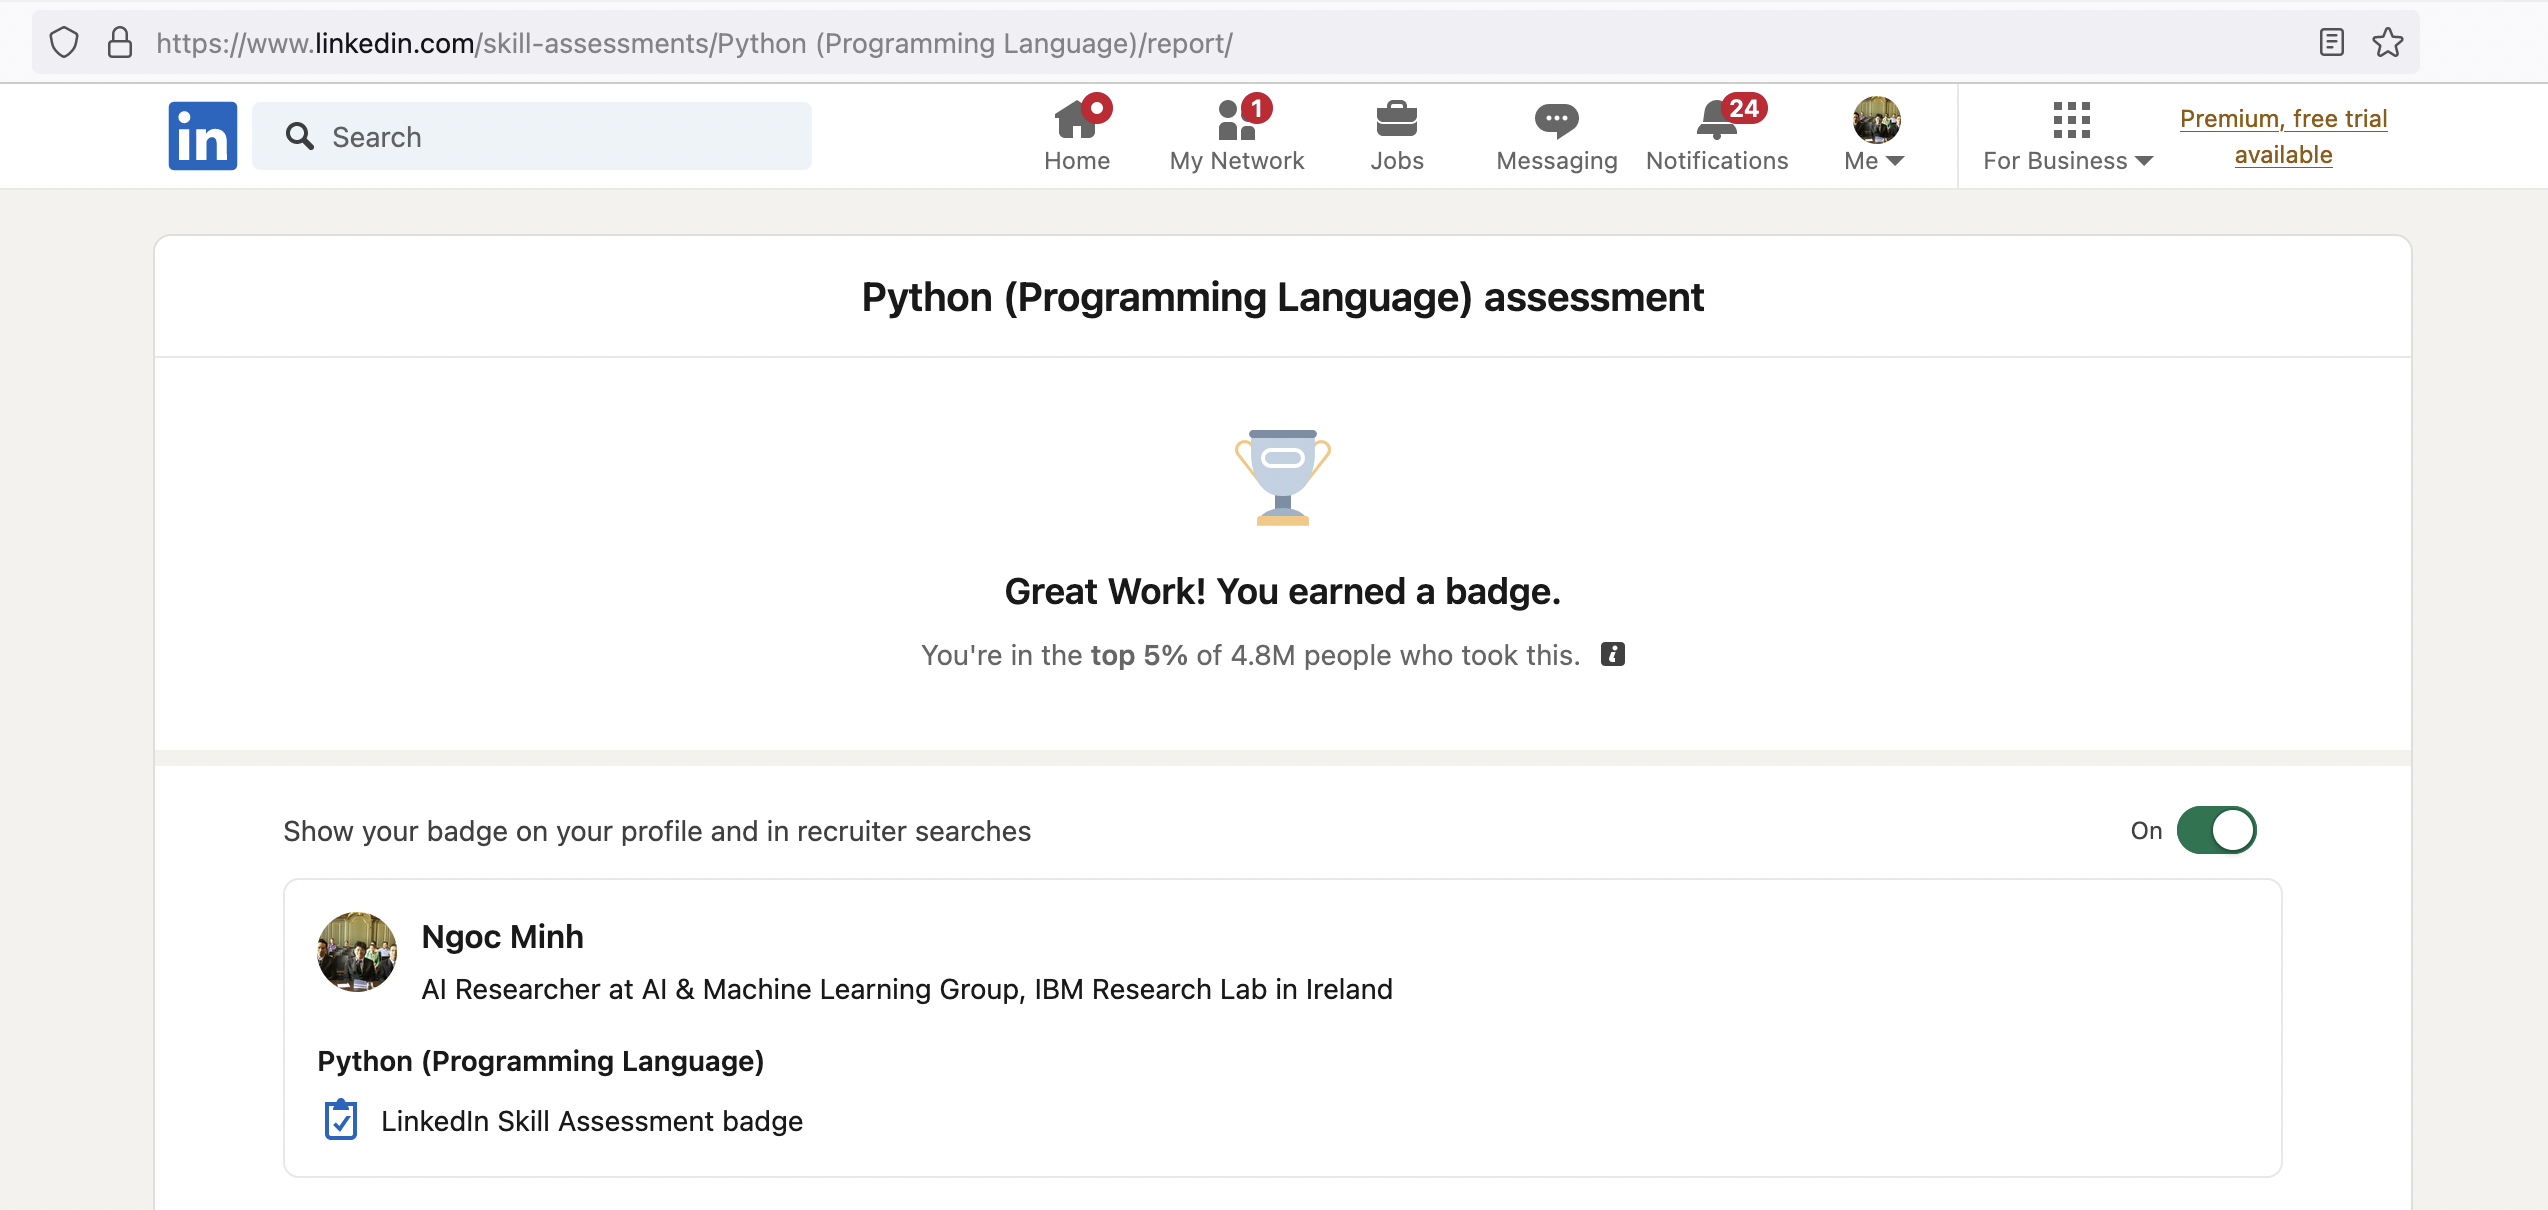 https://www.linkedin.com/skill-assessments/Python (Programming Language)/report/
in
Search
1
24
Home
My Network
Jobs
Messaging
Notifications
Me
For Business
Premium, free trial
available
Python (Programming Language) assessment
Great Work! You earned a badge.
You're in the top 5% of 4.8M people who took this.
Show your badge on your profile and in recruiter searches
On
Ngoc Minh
AI Researcher at AI & Machine Learning Group, IBM Research Lab in Ireland
Python (Programming Language)
LinkedIn Skill Assessment badge